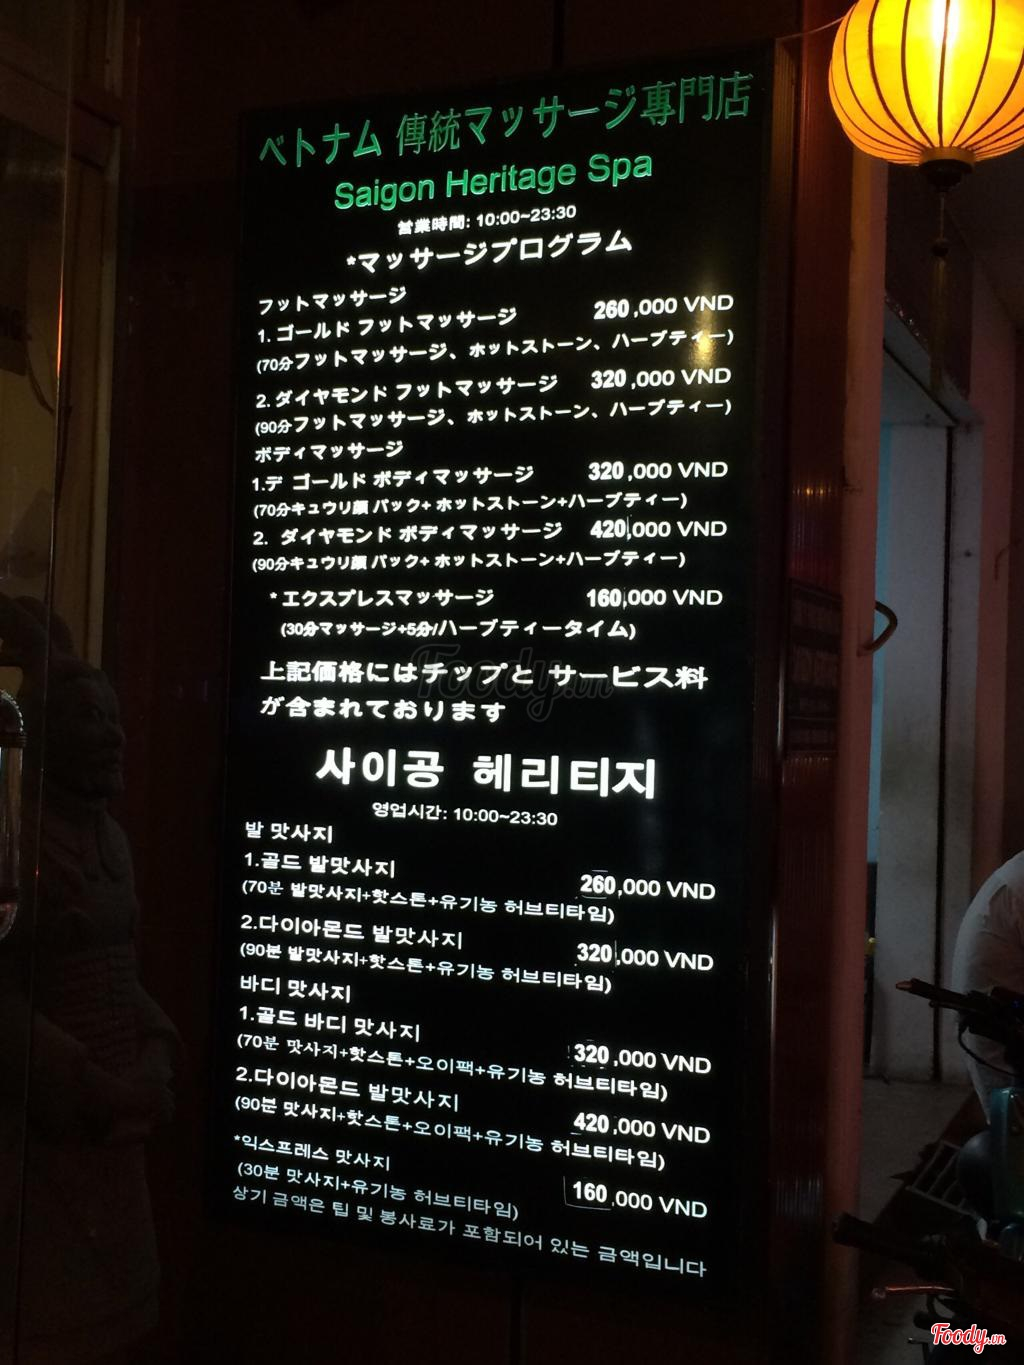 ベトナム 傳統マッサージ專門店
Saigon Heritage Spa
営業時間: 10:00~23:30
*マッサージプログラム
フットマッサージ
1. ゴールド フットマッサージ 260,000 VND
(70分フットマッサージ、ホットストーン、ハーブティー)
2. ダイヤモンド フットマッサージ 320,000 VND
(90分フットマッサージ、ホットストーン、ハーブティー)
ボディマッサージ
1.デ ゴールド ボディマッサージ 320,000 VND
(70分キュウリ顔 パック+ ホットストーン+ハーブティー)
2. ダイヤモンド ボディマッサージ 420,000 VND
(90分キュウリ顔 パック+ ホットストーン+ハーブティー)
* エクスプレスマッサージ 160,000 VND
(30分マッサージ+5分/ハーブティータイム)
上記価格にはチップと サービス料
が含まれております
사이공 헤리티지
영업시간: 10:00~23:30
발 맛사지
1.골드 발맛사지 260,000 VND
(70분 발맛사지+핫스톤+유기농 허브티타임)
2.다이아몬드 발맛사지 320,000 VND
(90분 발맛사지+핫스톤+유기농 허브티타임)
바디 맛사지
1.골드 바디 맛사지 320,000 VND
(70분 맛사지+핫스톤+오이팩+유기농 허브티타임)
2.다이아몬드 발맛사지 420,000 VND
(90분 맛사지+핫스톤+오이팩+유기농 허브티타임)
*익스프레스 맛사지 160,000 VND
(30분 맛사지+유기농 허브티타임)
상기 금액은 팁 및 봉사료가 포함되어 있는 금액입니다
Foody.vn
Foody.vn